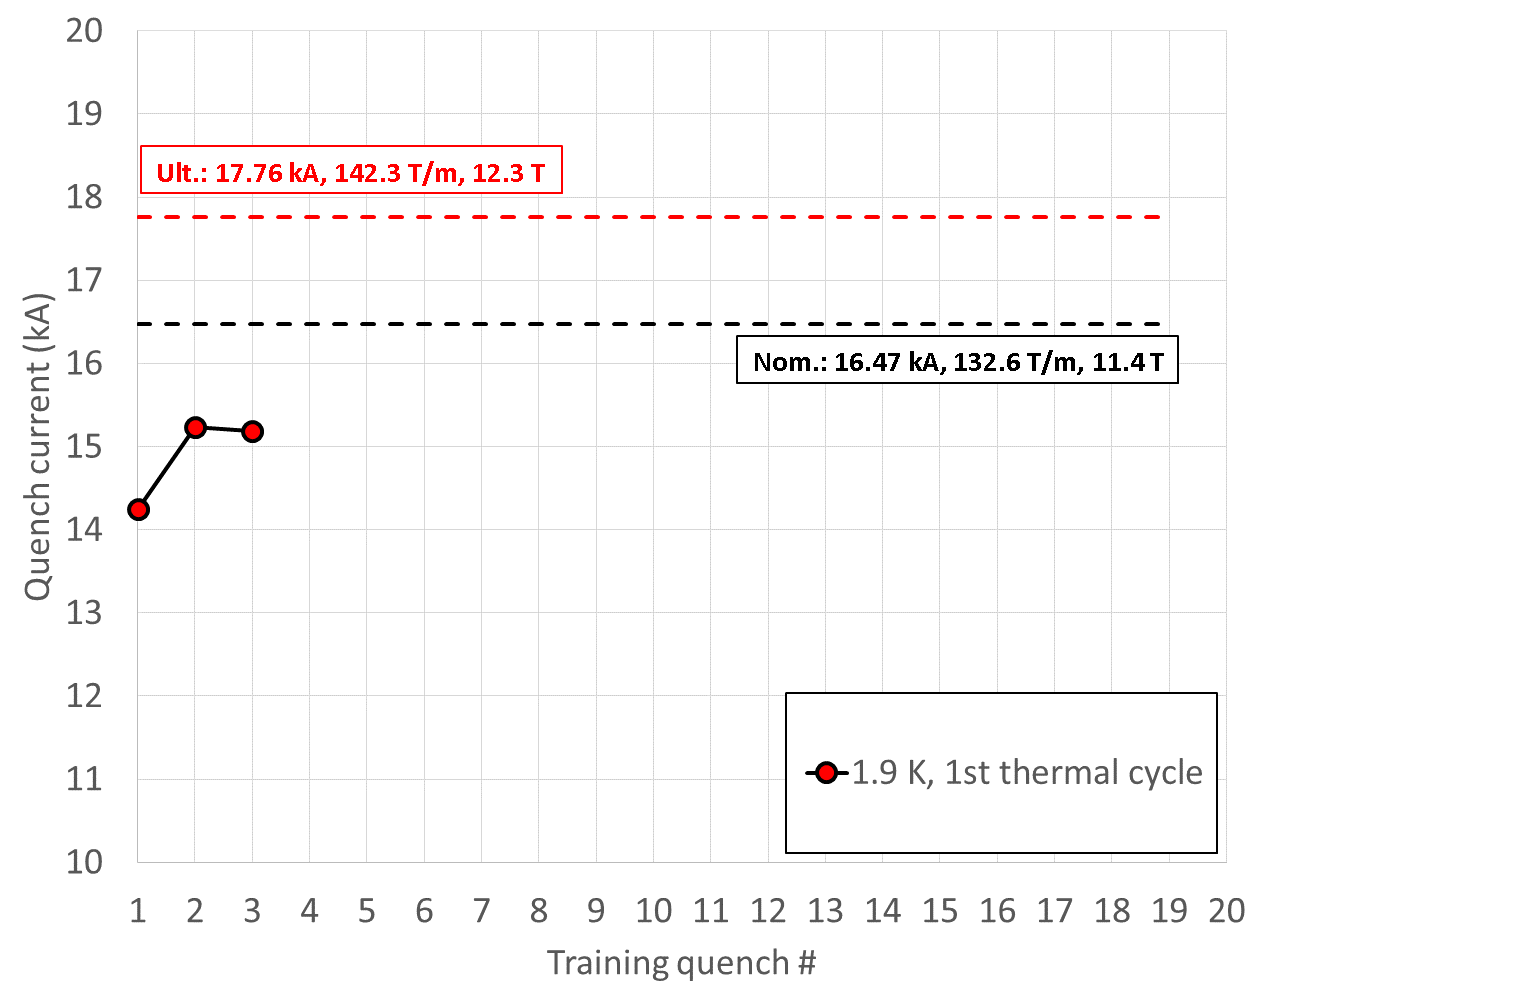 20
19
18
17
16
15
14
13
12
11
10
Quench current (kA)
Ult.: 17.76 kA, 142.3 T/m, 12.3 T
Nom.: 16.47 kA, 132.6 T/m, 11.4 T
1.9 K, 1st thermal cycle
1 2 3 4 5 6 7 8 9 10 11 12 13 14 15 16 17 18 19 20
Training quench #